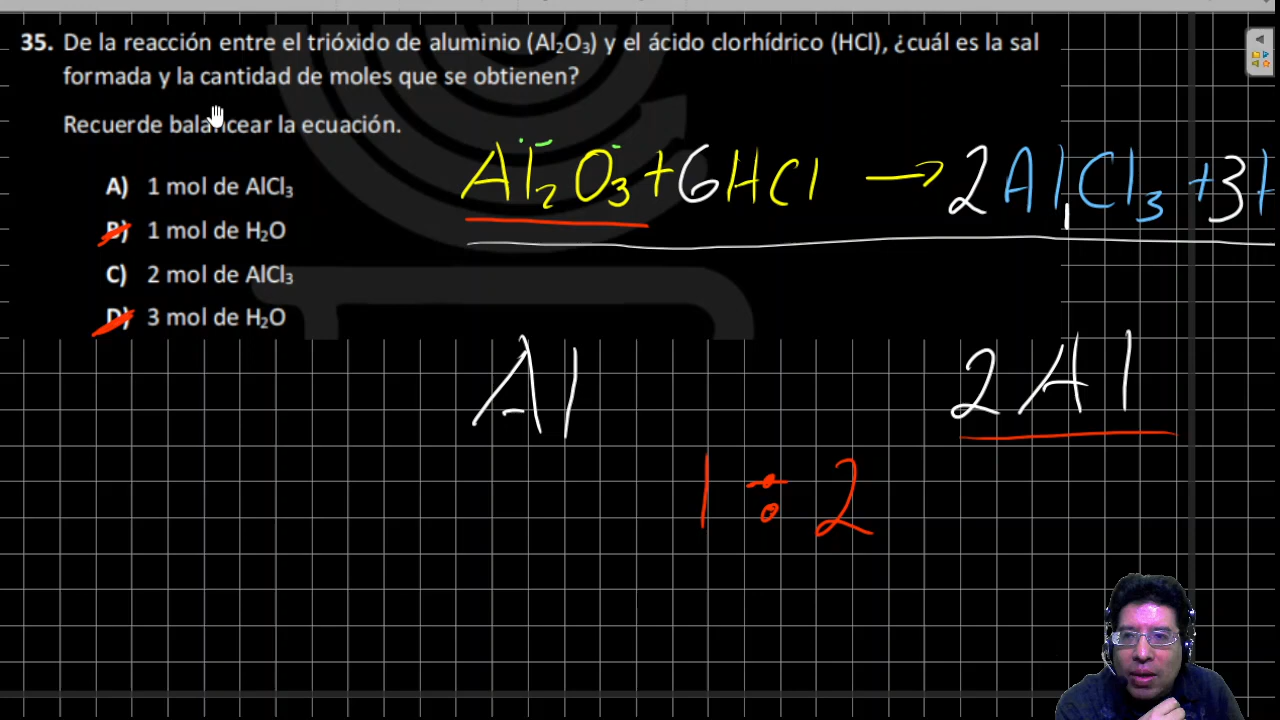 35. De la reacción entre el trióxido de aluminio (Al₂O₃) y el ácido clorhídrico (HCl), ¿cuál es la sal
formada y la cantidad de moles que se obtienen?
Recuerde balancear la ecuación.
Al₂O₃ + 6HCl → 2AlCl₃ + 3H
A) 1 mol de AlCl₃
B) 1 mol de H₂O
C) 2 mol de AlCl₃
D) 3 mol de H₂O
Al 2Al
1 : 2